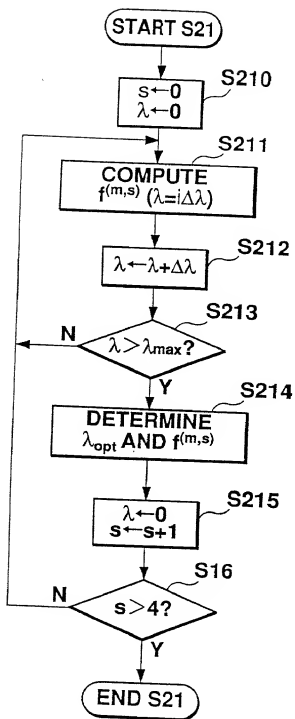 START S21
S210
s←0
λ←0
S211
COMPUTE
f(m,s) (λ=iΔλ)
S212
λ←λ+Δλ
S213
N
λ>λmax?
Y
S214
DETERMINE
λopt AND f(m,s)
S215
λ←0
s←s+1
S16
N
s>4?
Y
END S21